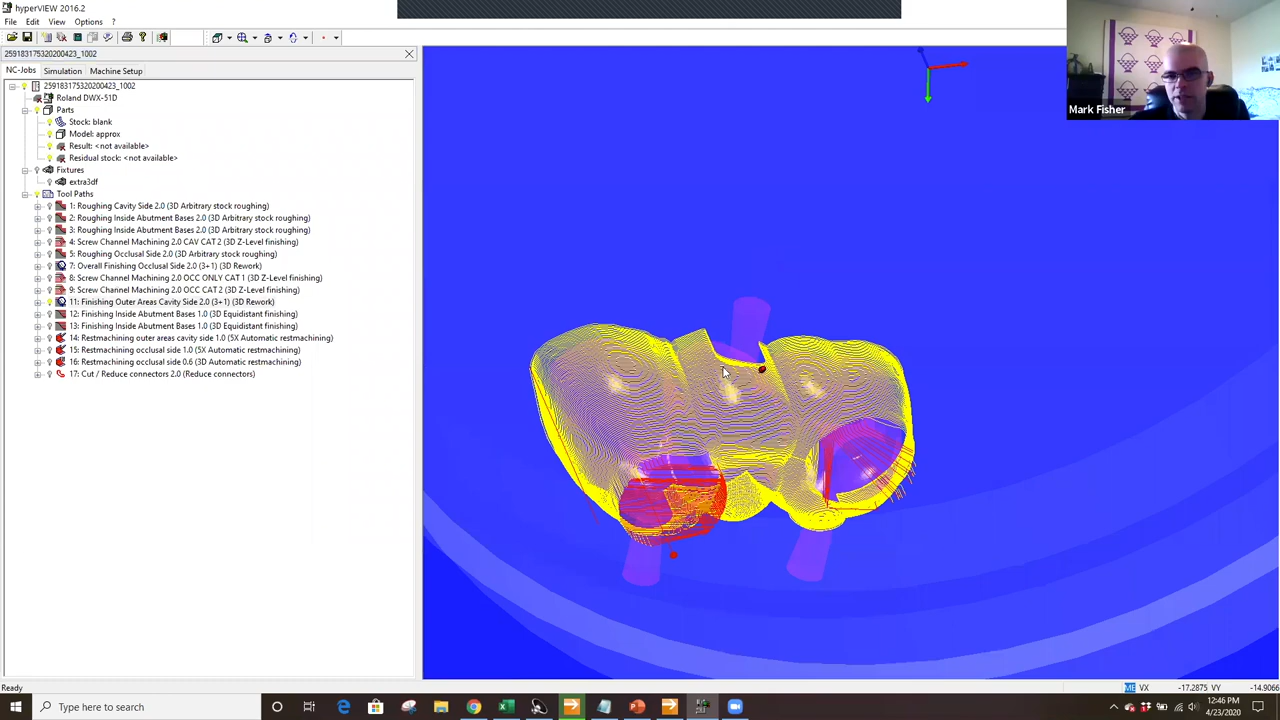 hyperVIEW 2016.2
File Edit View Options ?
259183175320200423_1002
NC-Jobs Simulation Machine Setup
259183175320200423_1002
Roland DWX-51D
Parts
Stock: blank
Model: approx
Result: <not available>
Residual stock: <not available>
Fixtures
extra3df
Tool Paths
1: Roughing Cavity Side 2.0 (3D Arbitrary stock roughing)
2: Roughing Inside Abutment Bases 2.0 (3D Arbitrary stock roughing)
3: Roughing Inside Abutment Bases 2.0 (3D Arbitrary stock roughing)
4: Screw Channel Machining 2.0 CAV CAT 2 (3D Z-Level finishing)
5: Roughing Occlusal Side 2.0 (3D Arbitrary stock roughing)
7: Overall Finishing Occlusal Side 2.0 (3+1) (3D Rework)
8: Screw Channel Machining 2.0 OCC ONLY CAT 1 (3D Z-Level finishing)
9: Screw Channel Machining 2.0 OCC CAT 2 (3D Z-Level finishing)
11: Finishing Outer Areas Cavity Side 2.0 (3+1) (3D Rework)
12: Finishing Inside Abutment Bases 1.0 (3D Equidistant finishing)
13: Finishing Inside Abutment Bases 1.0 (3D Equidistant finishing)
14: Restmachining outer areas cavity side 1.0 (5X Automatic restmachining)
15: Restmachining occlusal side 1.0 (5X Automatic restmachining)
16: Restmachining occlusal side 0.6 (3D Automatic restmachining)
17: Cut / Reduce connectors 2.0 (Reduce connectors)
Mark Fisher
Ready
ME VX -17.2875 VY -14.9066
Type here to search
12:46 PM
4/23/2020